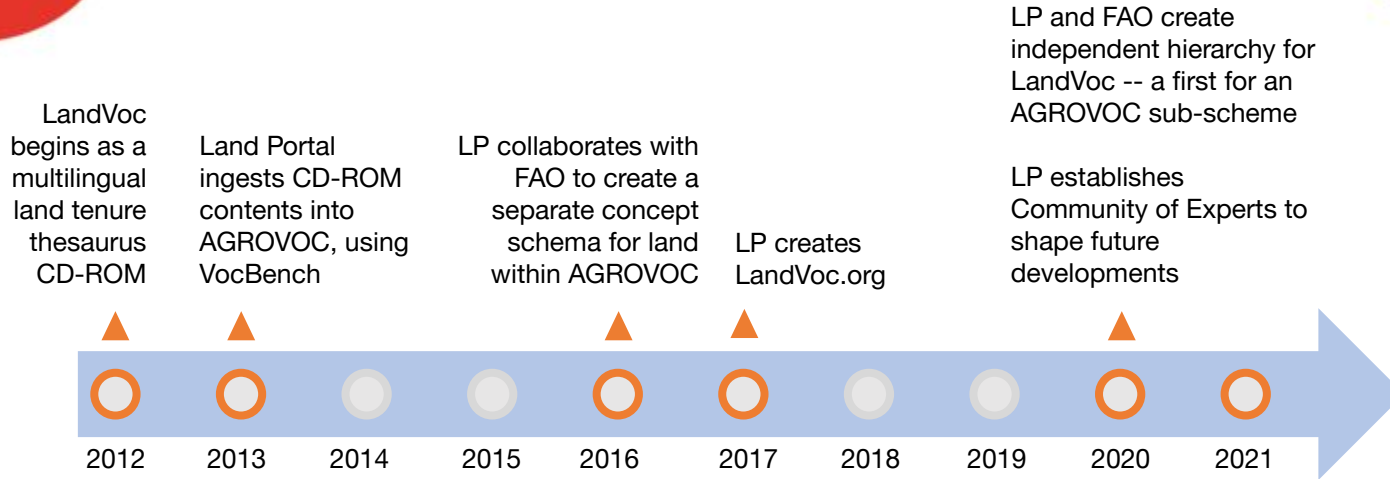 LandVoc
begins as a
multilingual
land tenure
thesaurus
CD-ROM
Land Portal
ingests CD-ROM
contents into
AGROVOC, using
VocBench
LP collaborates with
FAO to create a
separate concept
schema for land
within AGROVOC
LP creates
LandVoc.org
LP and FAO create
independent hierarchy for
LandVoc -- a first for an
AGROVOC sub-scheme
LP establishes
Community of Experts to
shape future
developments
2012 2013 2014 2015 2016 2017 2018 2019 2020 2021